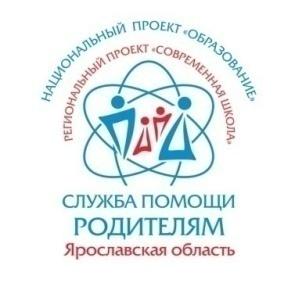 НАЦИОНАЛЬНЫЙ ПРОЕКТ «ОБРАЗОВАНИЕ»
РЕГИОНАЛЬНЫЙ ПРОЕКТ «СОВРЕМЕННАЯ ШКОЛА»
СЛУЖБА ПОМОЩИ
РОДИТЕЛЯМ
Ярославская область